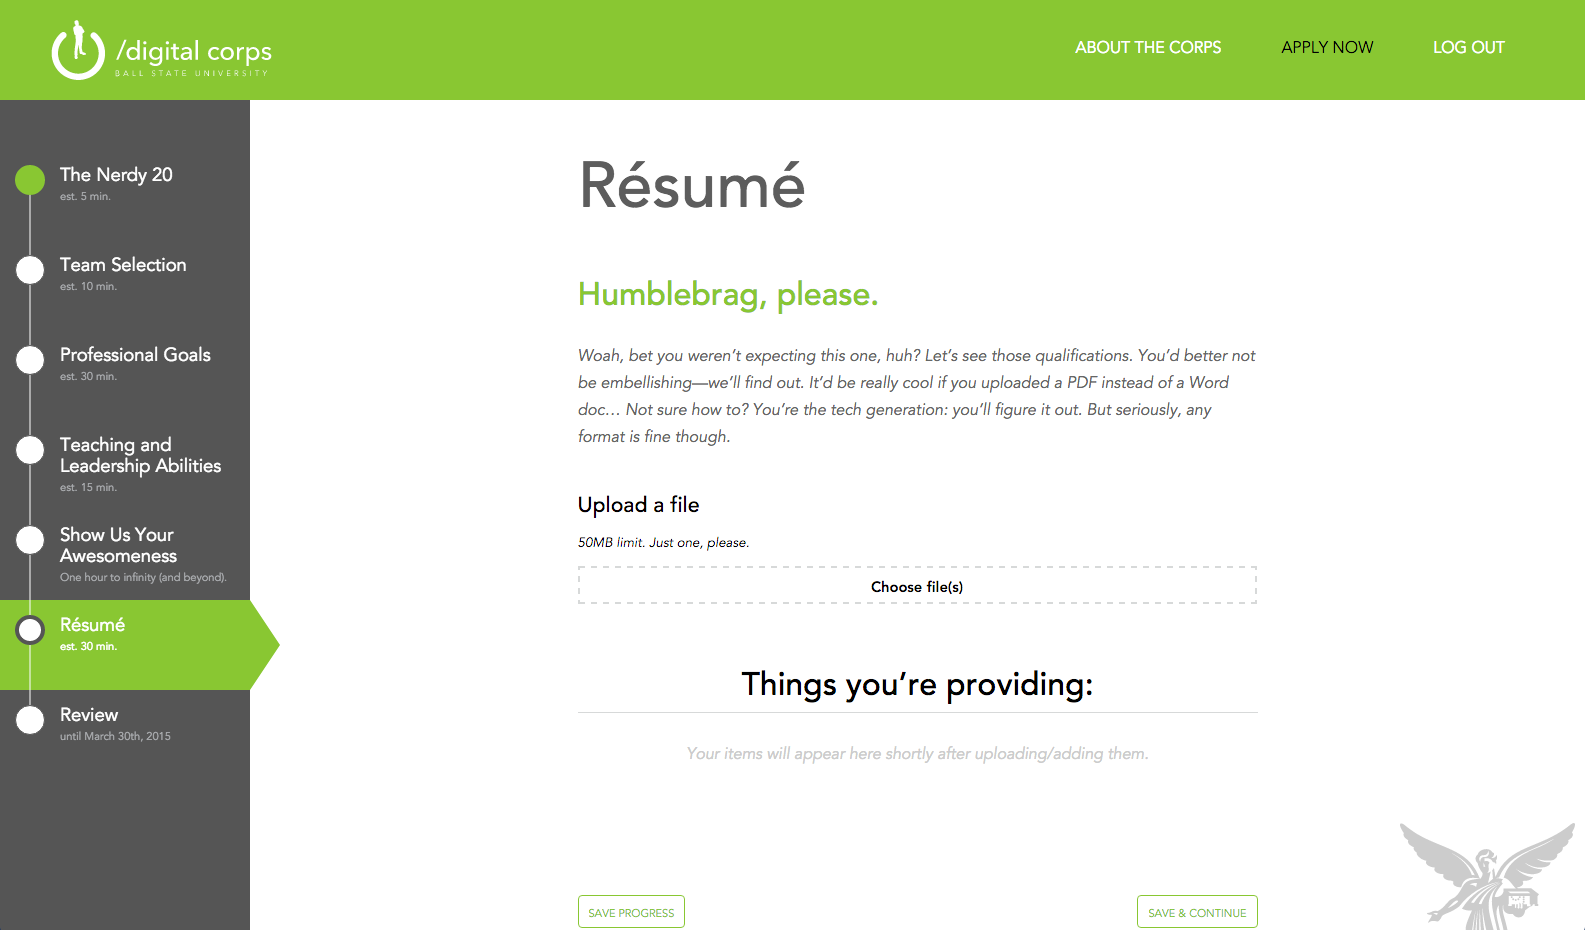 /digital corps
BALL STATE UNIVERSITY
ABOUT THE CORPS
APPLY NOW
LOG OUT
The Nerdy 20
est. 5 min.
Team Selection
est. 10 min.
Professional Goals
est. 30 min.
Teaching and
Leadership Abilities
est. 15 min.
Show Us Your
Awesomeness
One hour to infinity (and beyond).
Résumé
est. 30 min.
Review
until March 30th, 2015
Résumé
Humblebrag, please.
Woah, bet you weren’t expecting this one, huh? Let’s see those qualifications. You’d better not
be embellishing—we’ll find out. It’d be really cool if you uploaded a PDF instead of a Word
doc… Not sure how to? You’re the tech generation: you’ll figure it out. But seriously, any
format is fine though.
Upload a file
50MB limit. Just one, please.
Choose file(s)
Things you’re providing:
Your items will appear here shortly after uploading/adding them.
SAVE PROGRESS
SAVE & CONTINUE